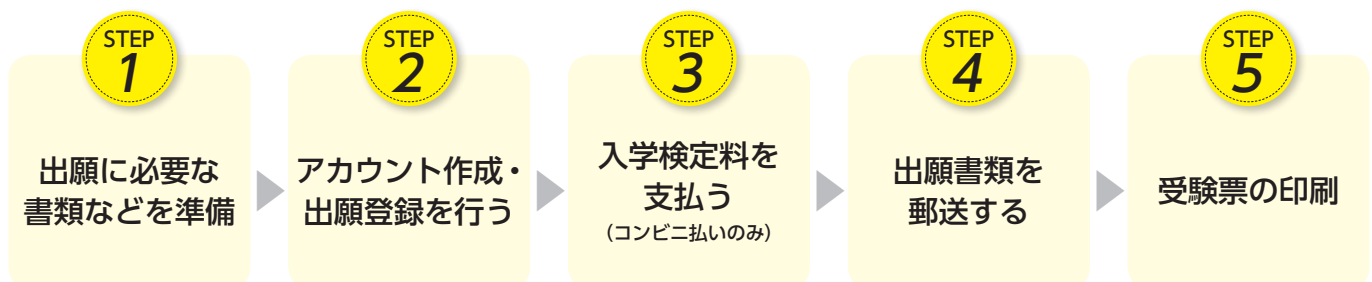 STEP
1
出願に必要な
書類などを準備
STEP
2
アカウント作成・
出願登録を行う
STEP
3
入学検定料を
支払う
(コンビニ払いのみ)
STEP
4
出願書類を
郵送する
STEP
5
受験票の印刷